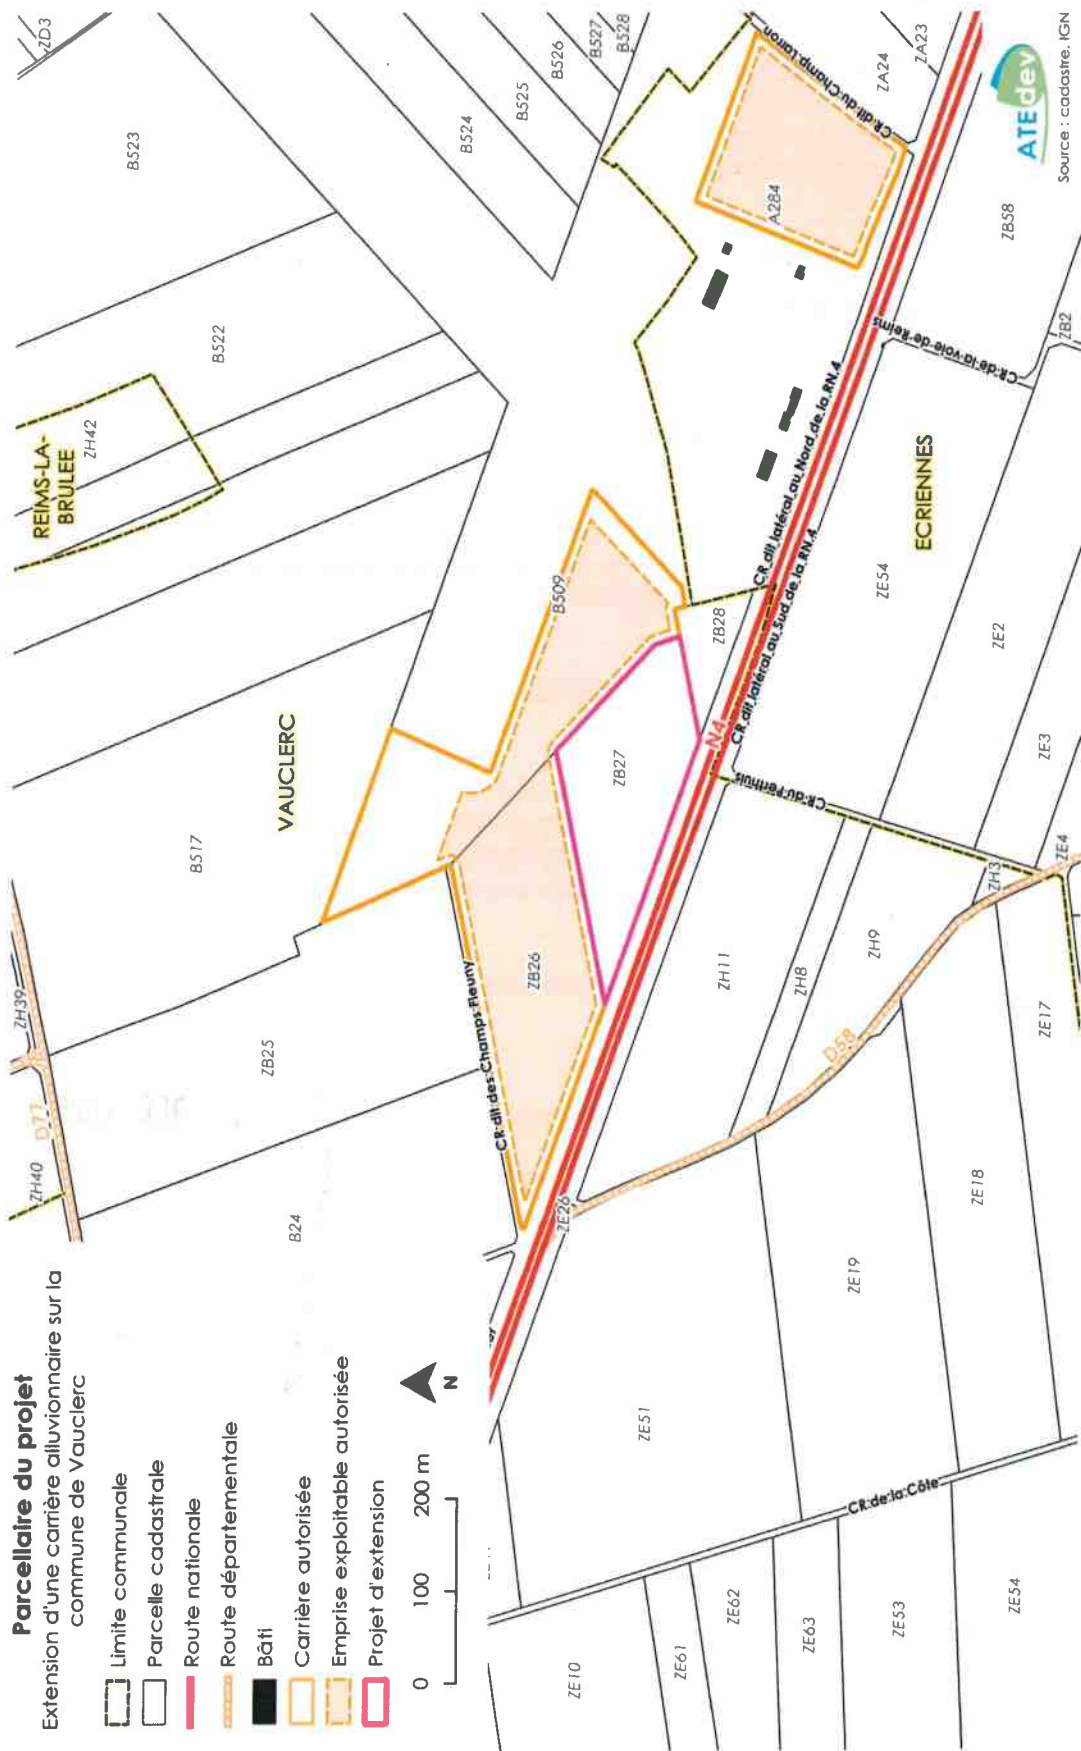 Parcellaire du projet
Extension d'une carrière alluvionnaire sur la
commune de Vauclerc
Limite communale
Parcelle cadastrale
Route nationale
Route départementale
Bâti
Carrière autorisée
Emprise exploitable autorisée
Projet d'extension
0 100 200 m
N
ZH40
D77
ZH39
ZD3
REIMS-LA-
BRULEE
ZH42
B523
B522
B517
VAUCLERC
B524
B525
B526
B527
B528
B24
ZB25
CR dit des Champs Fleuny
ZB26
B509
ZB27
ZB28
A284
CR dit du Champ Lairon
ZA24
ZA23
CR dit latéral au Nord de la RN.4
CR dit latéral au Sud de la RN.4
N4
ZE26
ZE51
ZH11
ZH8
ZH9
ZH3
CR du Perthuis
ZE54
ECRIENNES
CR de la voie de Reims
ZB58
ZB2
ZE2
ZE3
ZE4
D58
ZE17
ZE18
ZE19
CR de la Côte
ZE10
ZE61
ZE62
ZE63
ZE53
ZE54
ATEdev
Source : cadastre, IGN